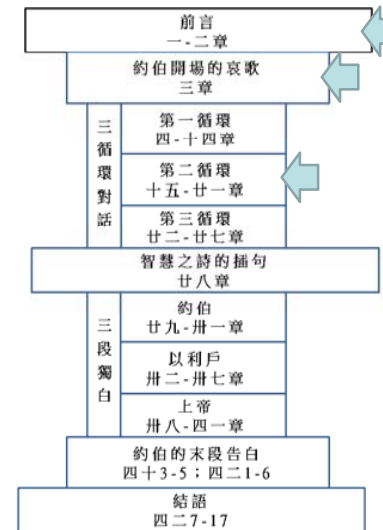 前言
一-二章
約伯開場的哀歌
三章
三循環對話
第一循環
四-十四章
第二循環
十五-廿一章
第三循環
廿二-廿七章
智慧之詩的插句
廿八章
三段獨白
約伯
廿九-卅一章
以利戶
卅二-卅七章
上帝
卅八-四一章
約伯的末段告白
四十3-5；四二1-6
結語
四二7-17